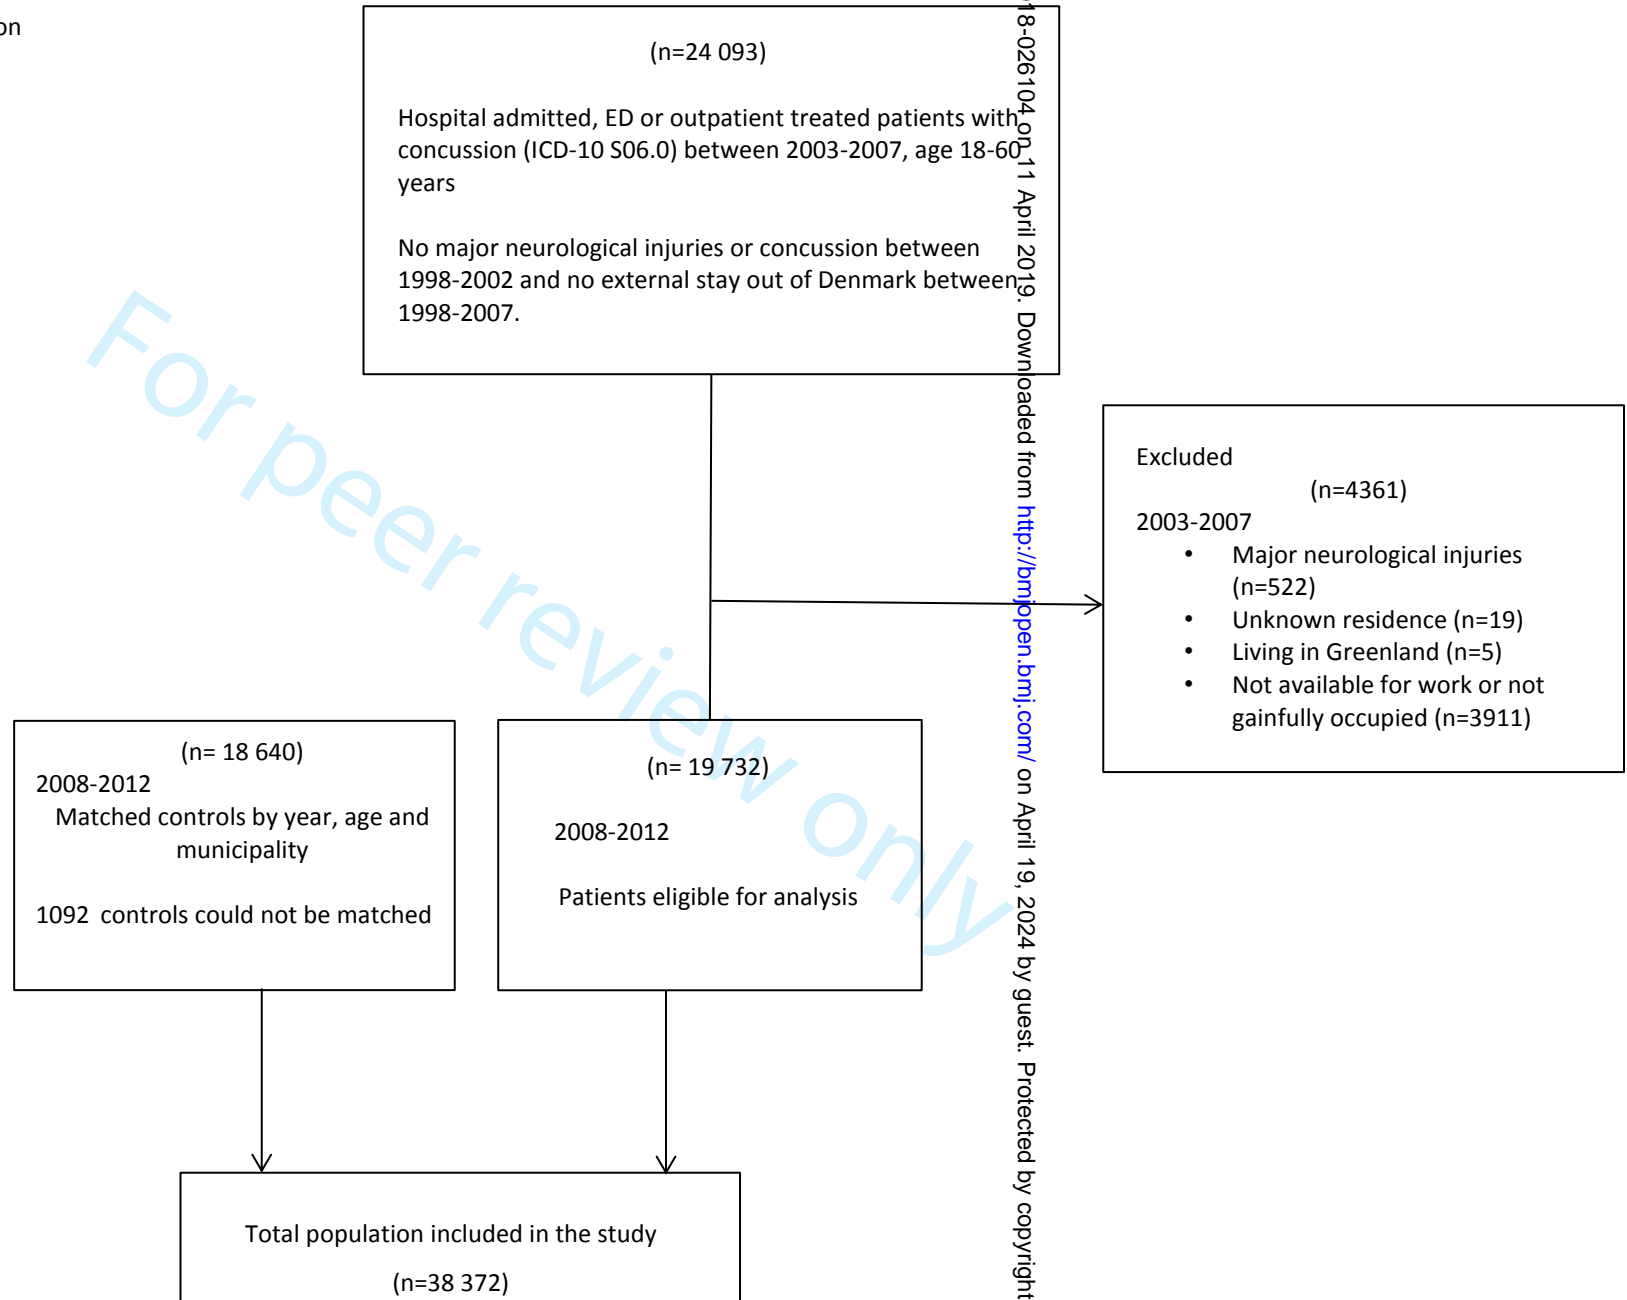 on
(n=24 093)
Hospital admitted, ED or outpatient treated patients with
concussion (ICD-10 S06.0) between 2003-2007, age 18-60
years
No major neurological injuries or concussion between
1998-2002 and no external stay out of Denmark between
1998-2007.
Excluded
(n=4361)
2003-2007
• Major neurological injuries
(n=522)
• Unknown residence (n=19)
• Living in Greenland (n=5)
• Not available for work or not
gainfully occupied (n=3911)
(n= 18 640)
2008-2012
Matched controls by year, age and
municipality
1092 controls could not be matched
(n= 19 732)
2008-2012
Patients eligible for analysis
Total population included in the study
(n=38 372)
For peer review only
18-026104 on 11 April 2019. Downloaded from http://bmjopen.bmj.com/ on April 19, 2024 by guest. Protected by copyright